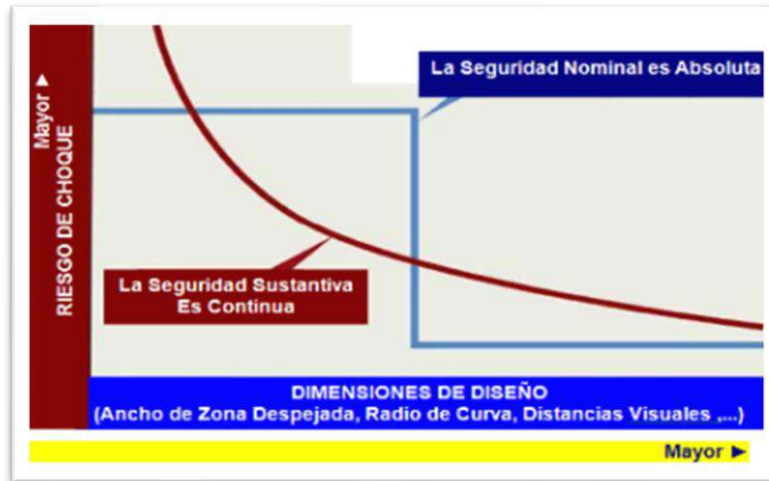 Mayor ►
RIESGO DE CHOQUE
La Seguridad Nominal es Absoluta
La Seguridad Sustantiva
Es Continua
DIMENSIONES DE DISEÑO
(Ancho de Zona Despejada, Radio de Curva, Distancias Visuales ,...)
Mayor ►